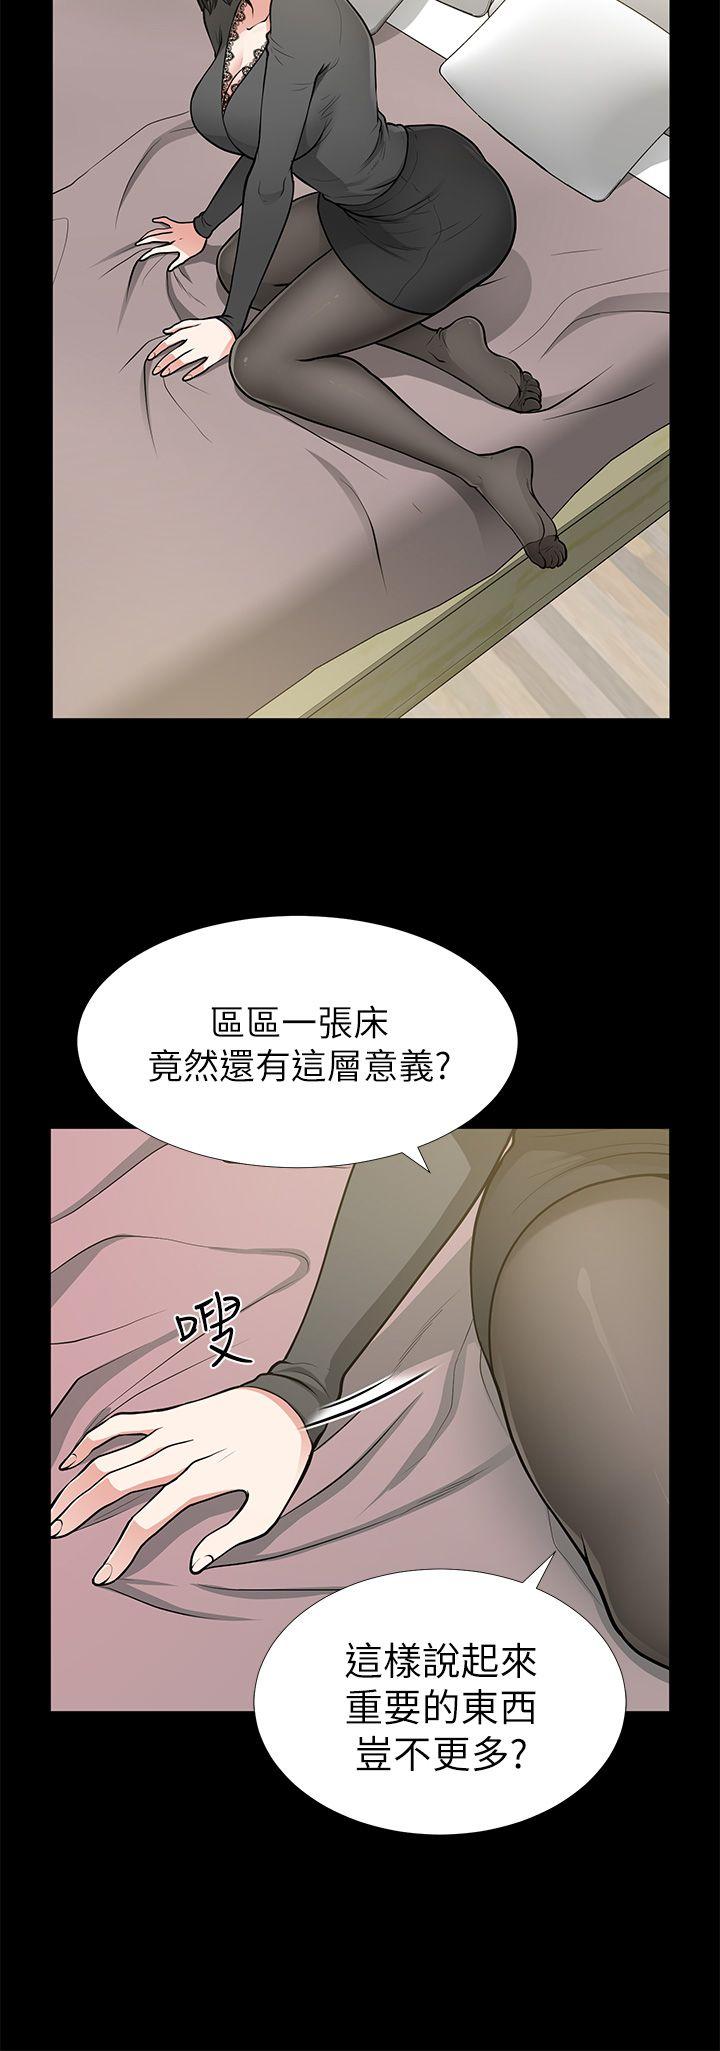 區區一張床
竟然還有這層意義?
嗖
這樣說起來
重要的東西
豈不更多?